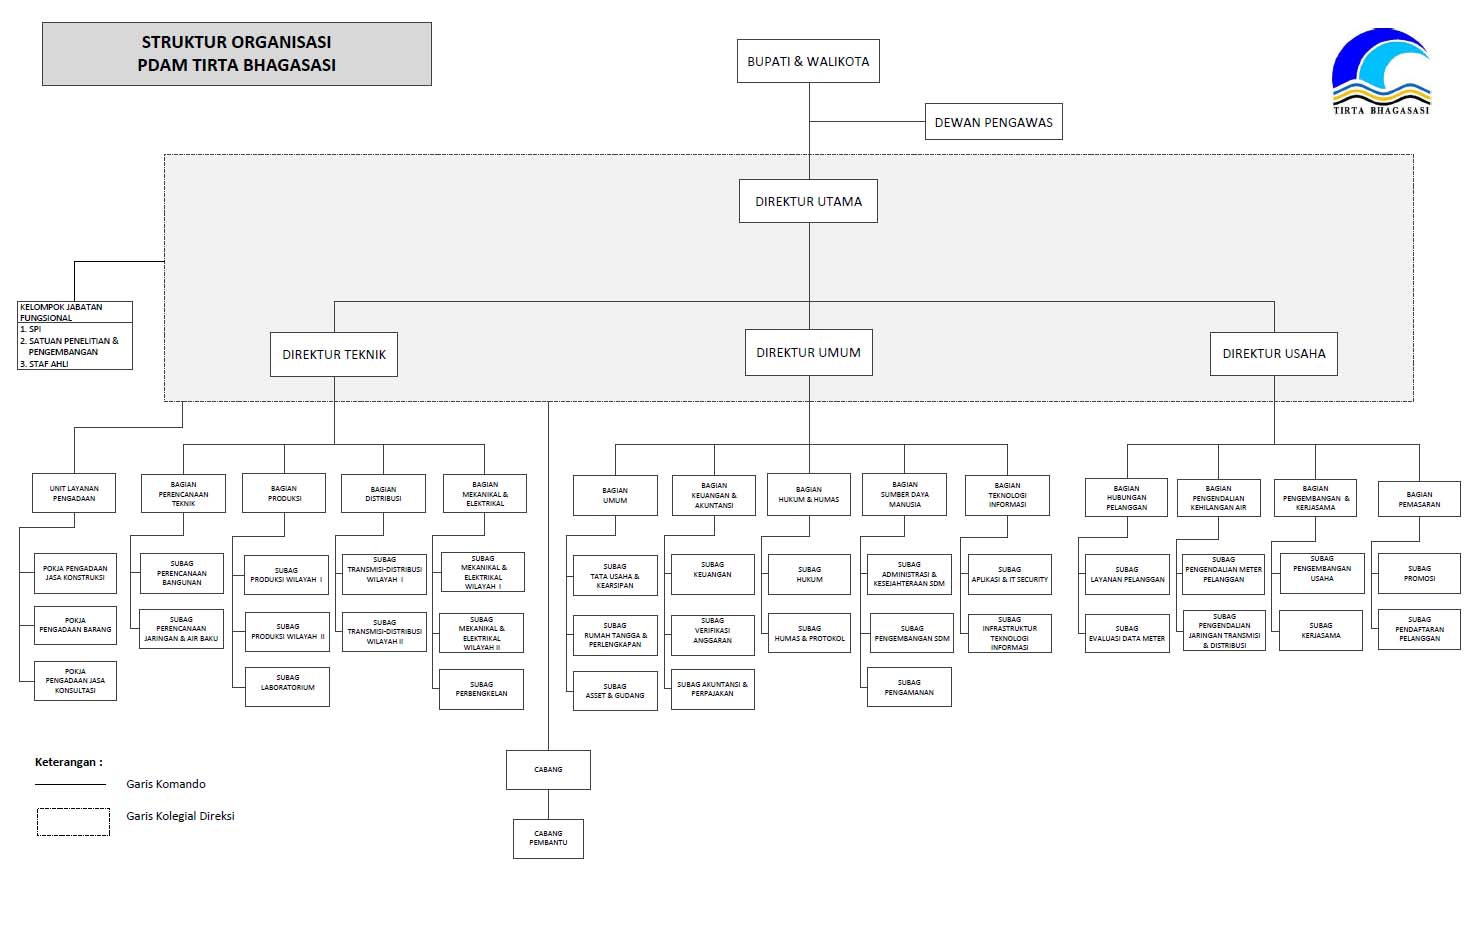 STRUKTUR ORGANISASI
PDAM TIRTA BHAGASASI
BUPATI & WALIKOTA
DEWAN PENGAWAS
TIRTA BHAGASASI
DIREKTUR UTAMA
KELOMPOK JABATAN
FUNGSIONAL
1. SPI
2. SATUAN PENELITIAN &
PENGEMBANGAN
3. STAF AHLI
DIREKTUR TEKNIK
DIREKTUR UMUM
DIREKTUR USAHA
UNIT LAYANAN
PENGADAAN
BAGIAN
PERENCANAAN
TEKNIK
BAGIAN
PRODUKSI
BAGIAN
DISTRIBUSI
BAGIAN
MEKANIKAL &
ELEKTRIKAL
BAGIAN
UMUM
BAGIAN
KEUANGAN &
AKUNTANSI
BAGIAN
HUKUM & HUMAS
BAGIAN
SUMBER DAYA
MANUSIA
BAGIAN
TEKNOLOGI
INFORMASI
BAGIAN
HUBUNGAN
PELANGGAN
BAGIAN
PENGENDALIAN
KEHILANGAN AIR
BAGIAN
PENGEMBANGAN &
KERJASAMA
BAGIAN
PEMASARAN
POKJA PENGADAAN
JASA KONSTRUKSI
SUBAG
PERENCANAAN
BANGUNAN
SUBAG
PRODUKSI WILAYAH I
SUBAG
TRANSMISI-DISTRIBUSI
WILAYAH I
SUBAG
MEKANIKAL &
ELEKTRIKAL
WILAYAH I
SUBAG
TATA USAHA &
KEARSIPAN
SUBAG
KEUANGAN
SUBAG
HUKUM
SUBAG
ADMINISTRASI &
KESEJAHTERAAN SDM
SUBAG
APLIKASI & IT SECURITY
SUBAG
LAYANAN PELANGGAN
SUBAG
PENGENDALIAN METER
PELANGGAN
SUBAG
PENGEMBANGAN
USAHA
SUBAG
PROMOSI
POKJA
PENGADAAN BARANG
SUBAG
PERENCANAAN
JARINGAN & AIR BAKU
SUBAG
PRODUKSI WILAYAH II
SUBAG
TRANSMISI-DISTRIBUSI
WILAYAH II
SUBAG
MEKANIKAL &
ELEKTRIKAL
WILAYAH II
SUBAG
RUMAH TANGGA &
PERLENGKAPAN
SUBAG
VERIFIKASI
ANGGARAN
SUBAG
HUMAS & PROTOKOL
SUBAG
PENGEMBANGAN SDM
SUBAG
INFRASTRUKTUR
TEKNOLOGI
INFORMASI
SUBAG
EVALUASI DATA METER
SUBAG
PENGENDALIAN
JARINGAN TRANSMISI
& DISTRIBUSI
SUBAG
KERJASAMA
SUBAG
PENDAFTARAN
PELANGGAN
POKJA
PENGADAAN JASA
KONSULTASI
SUBAG
LABORATORIUM
SUBAG
PERBENGKELAN
SUBAG
ASSET & GUDANG
SUBAG AKUNTANSI &
PERPAJAKAN
SUBAG
PENGAMANAN
CABANG
CABANG
PEMBANTU
Keterangan :
Garis Komando
Garis Kolegial Direksi